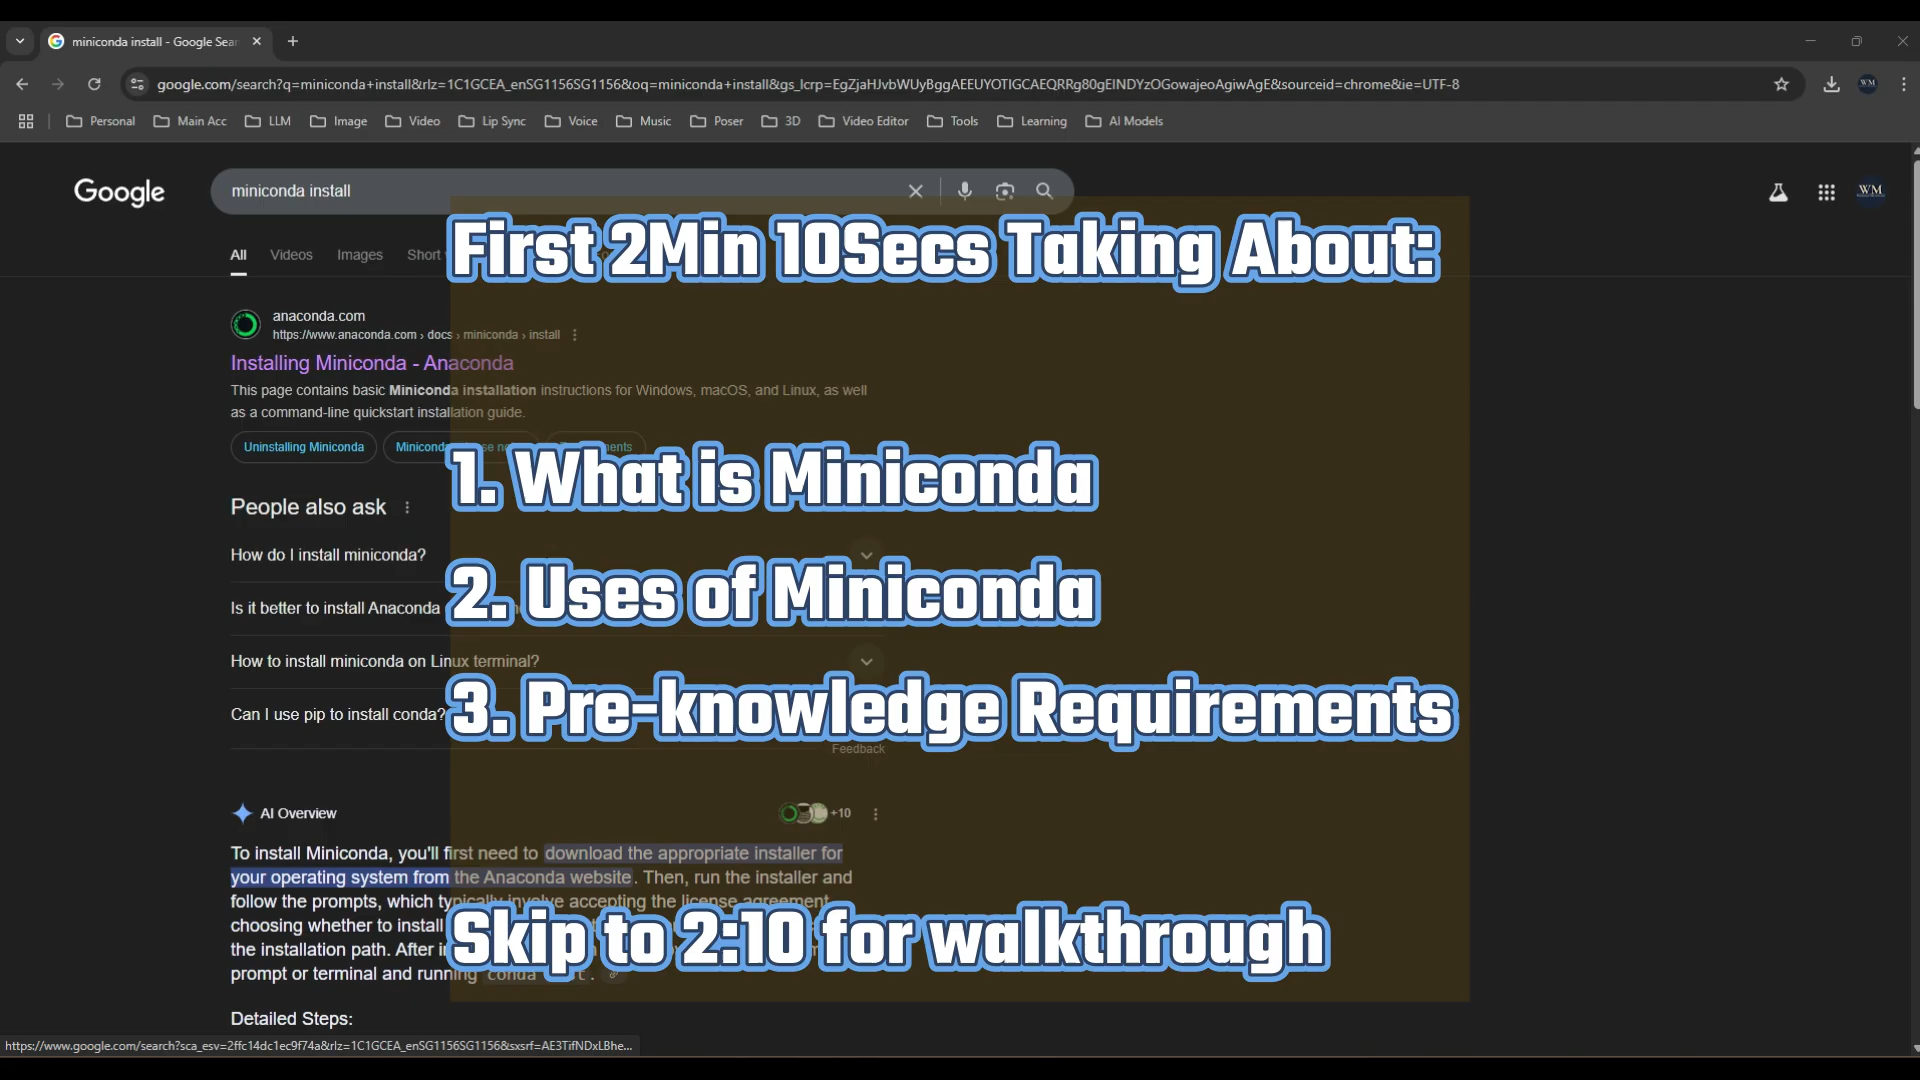 miniconda install - Google Sear
google.com/search?q=miniconda+install&rlz=1C1GCEA_enSG1156SG1156&oq=miniconda+install&gs_lcrp=EgZjaHJvbWUyBggAEEUYOTIGCAEQRRg80gEINDYzOGowajeoAgiwAgE&sourceid=chrome&ie=UTF-8
Personal Main Acc LLM Image Video Lip Sync Voice Music Poser 3D Video Editor Tools Learning AI Models
Google
miniconda install
WM
First 2Min 10Secs Taking About:
All Videos Images Short
anaconda.com
https://www.anaconda.com › docs › miniconda › install
Installing Miniconda - Anaconda
This page contains basic Miniconda installation instructions for Windows, macOS, and Linux, as well
as a command-line quickstart installation guide.
Uninstalling Miniconda
1. What is Miniconda
People also ask
How do I install miniconda?
2. Uses of Miniconda
Is it better to install Anaconda
How to install miniconda on Linux terminal?
3. Pre-knowledge Requirements
Can I use pip to install conda?
Feedback
AI Overview
+10
To install Miniconda, you'll first need to download the appropriate installer for
your operating system from the Anaconda website. Then, run the installer and
follow the prompts, which typically involve accepting the license agreement,
choosing whether to install
Skip to 2:10 for walkthrough
the installation path. After
prompt or terminal and running conda
Detailed Steps:
https://www.google.com/search?sca_esv=2ffc14dc1ec9f74a&rlz=1C1GCEA_enSG1156SG1156&sxsrf=AE3TifNDxLBhe...